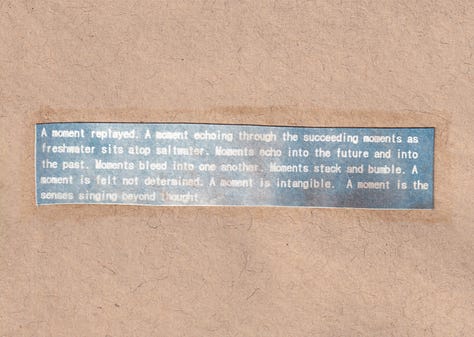 A moment replayed. A moment echoing through the succeeding moments as
freshwater sits atop saltwater. Moments echo into the future and into
the past. Moments bleed into one another. Moments stack and bumble. A
moment is felt not determined. A moment is intangible. A moment is the
senses singing beyond thought